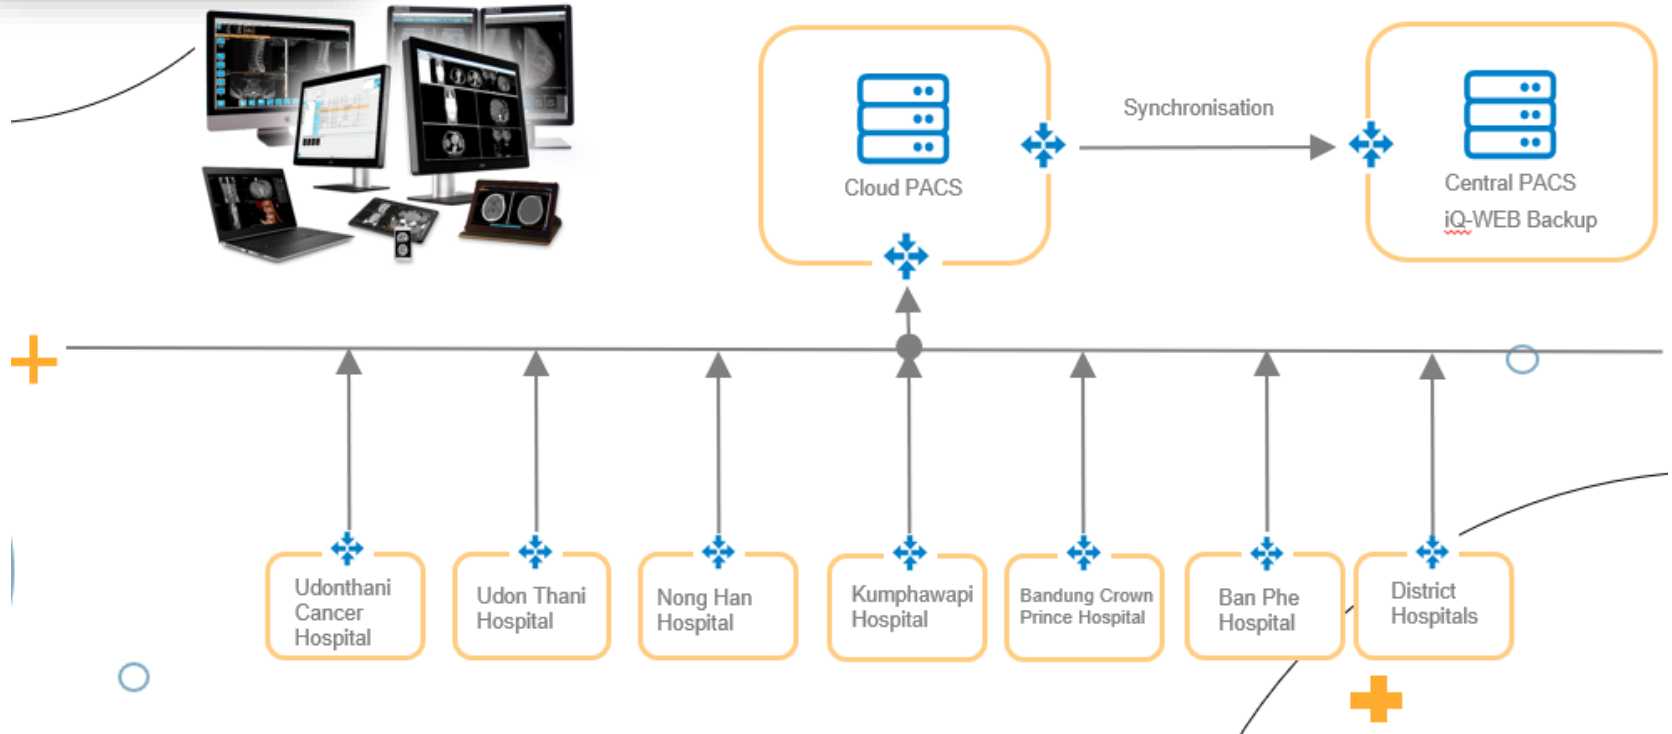 Synchronisation
Cloud PACS
Central PACS
iQ-WEB Backup
Udonthani
Cancer
Hospital
Udon Thani
Hospital
Nong Han
Hospital
Kumphawapi
Hospital
Bandung Crown
Prince Hospital
Ban Phe
Hospital
District
Hospitals